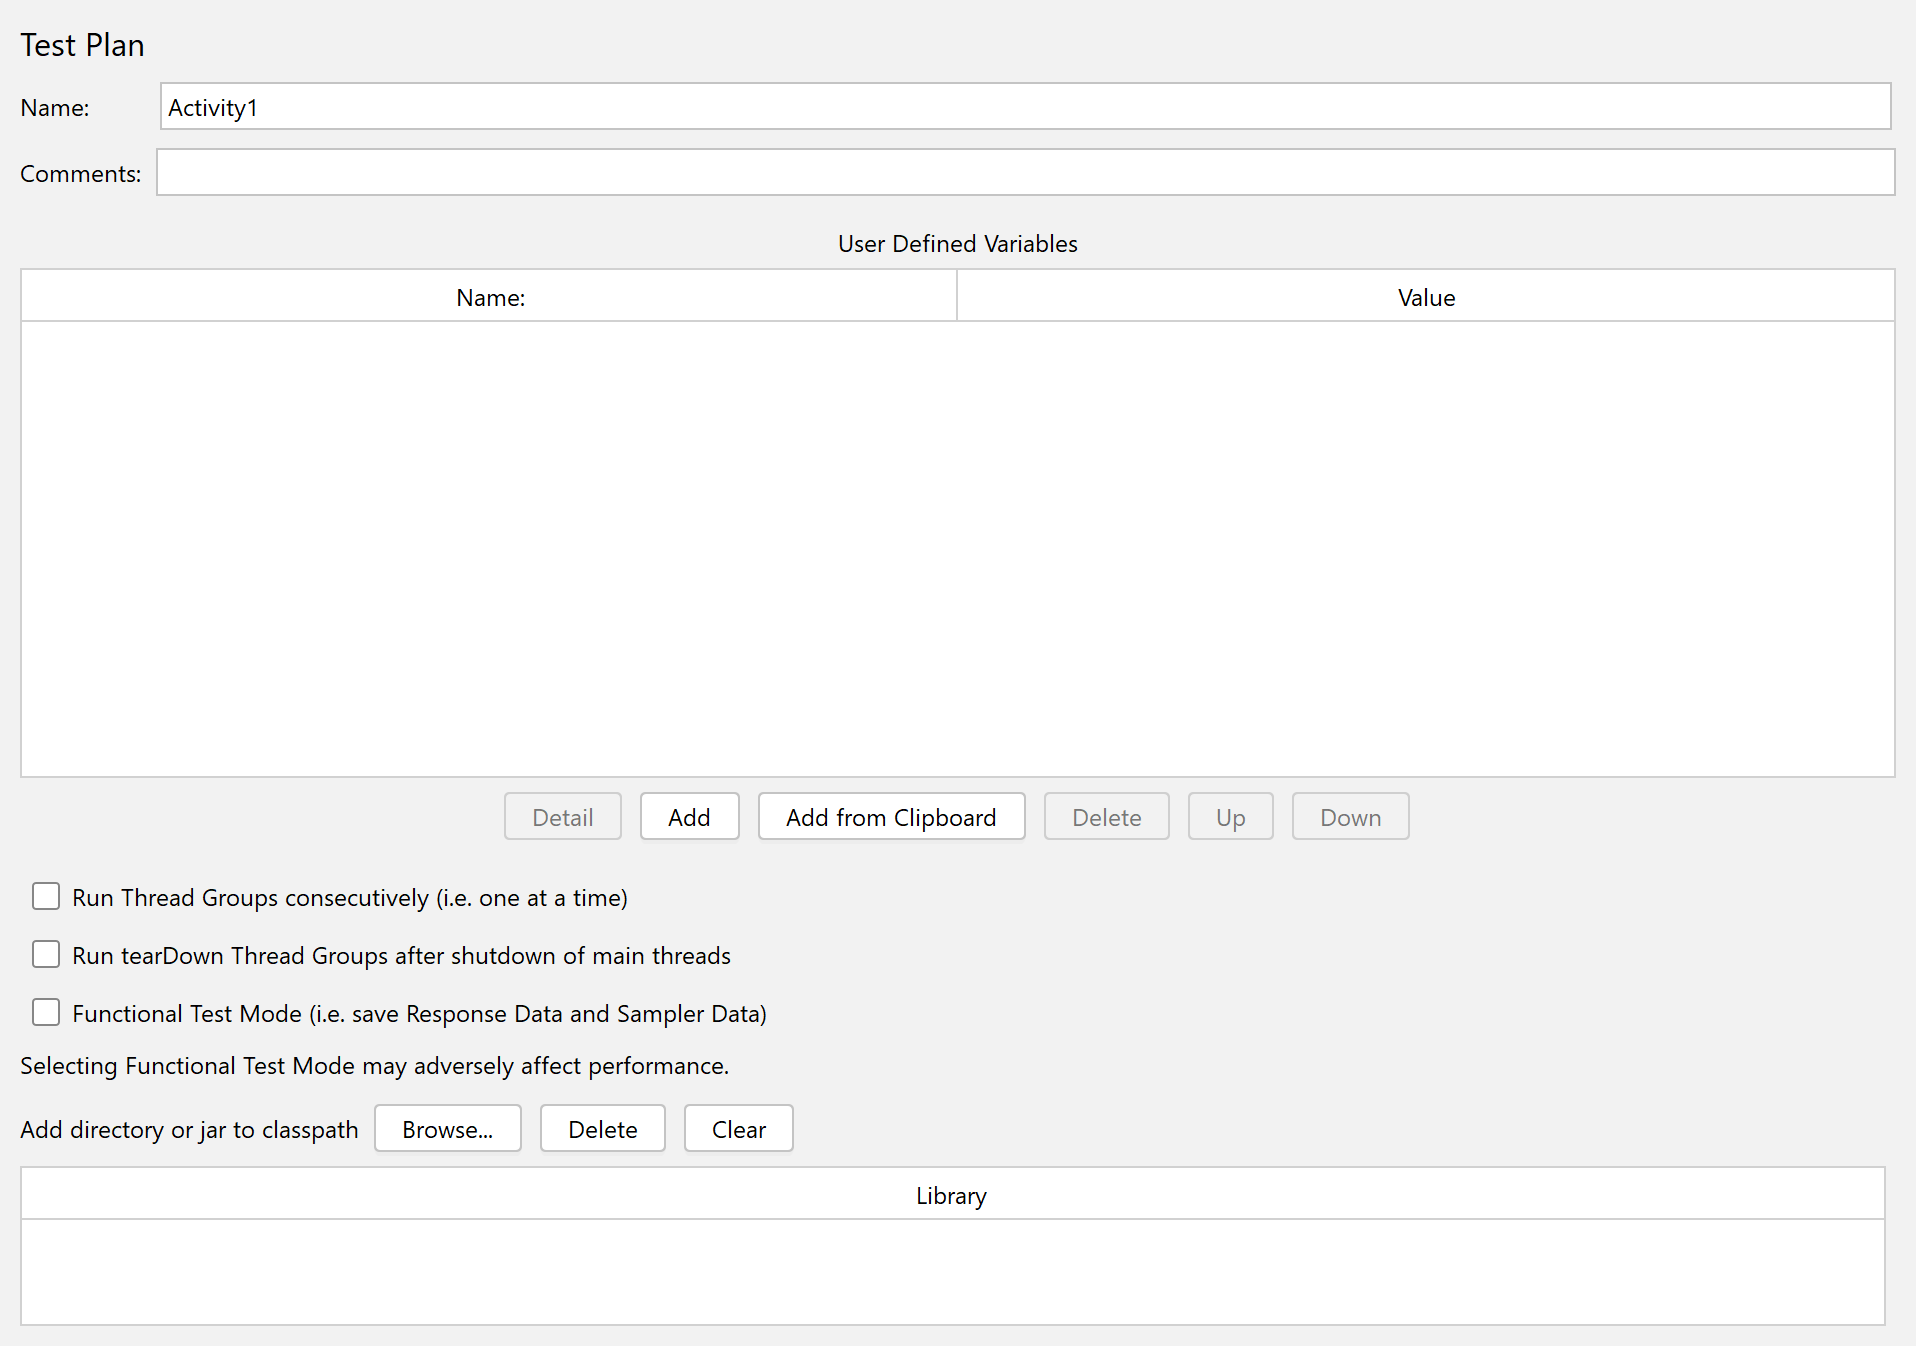 Test Plan
Name: Activity1
Comments:
User Defined Variables
Name: Value
Detail Add Add from Clipboard Delete Up Down
Run Thread Groups consecutively (i.e. one at a time)
Run tearDown Thread Groups after shutdown of main threads
Functional Test Mode (i.e. save Response Data and Sampler Data)
Selecting Functional Test Mode may adversely affect performance.
Add directory or jar to classpath Browse... Delete Clear
Library